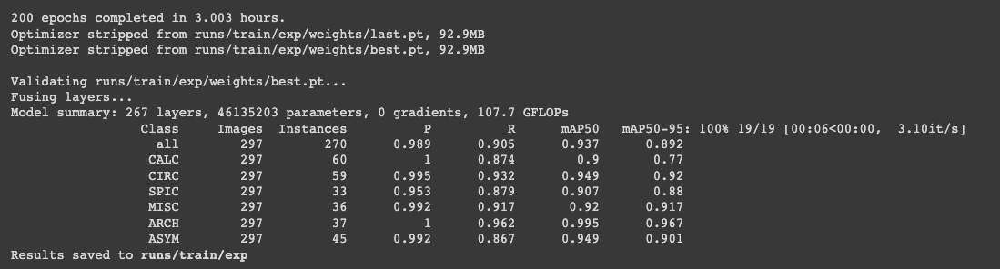 200 epochs completed in 3.003 hours.
Optimizer stripped from runs/train/exp/weights/last.pt, 92.9MB
Optimizer stripped from runs/train/exp/weights/best.pt, 92.9MB
Validating runs/train/exp/weights/best.pt...
Fusing layers...
Model summary: 267 layers, 46135203 parameters, 0 gradients, 107.7 GFLOPs
Class Images Instances P R mAP50 mAP50-95: 100% 19/19 [00:06<00:00, 3.10it/s]
all 297 270 0.989 0.905 0.937 0.892
CALC 297 60 1 0.874 0.9 0.77
CIRC 297 59 0.995 0.932 0.949 0.92
SPIC 297 33 0.953 0.879 0.907 0.88
MISC 297 36 0.992 0.917 0.92 0.917
ARCH 297 37 1 0.962 0.995 0.967
ASYM 297 45 0.992 0.867 0.949 0.901
Results saved to runs/train/exp